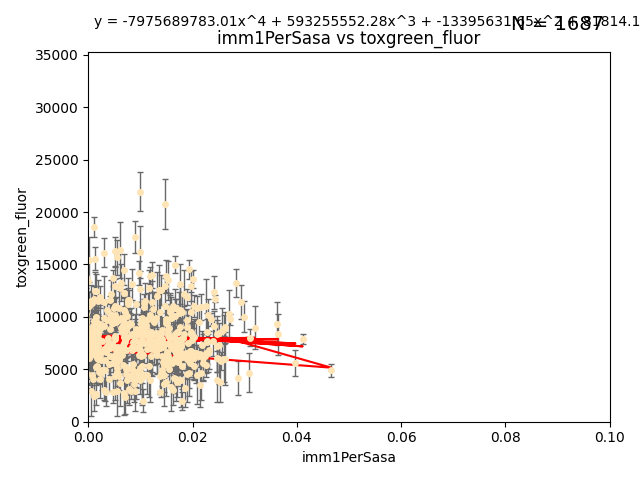 y = -7975689783.01x^4 + 593255552.28x^3 +
N = 1687
imm1PerSasa vs toxgreen_fluor
35000
30000
25000
20000
15000
10000
5000
0
toxgreen_fluor
0.00 0.02 0.04 0.06 0.08 0.10
imm1PerSasa